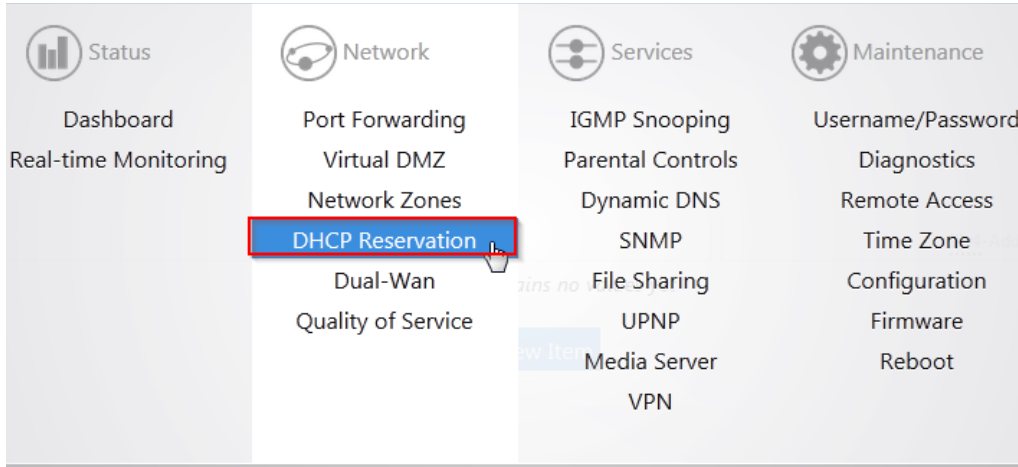 Status
Dashboard
Real-time Monitoring
Network
Port Forwarding
Virtual DMZ
Network Zones
DHCP Reservation
Dual-Wan
Quality of Service
Services
IGMP Snooping
Parental Controls
Dynamic DNS
SNMP
File Sharing
UPNP
Media Server
VPN
Maintenance
Username/Password
Diagnostics
Remote Access
Time Zone
Configuration
Firmware
Reboot